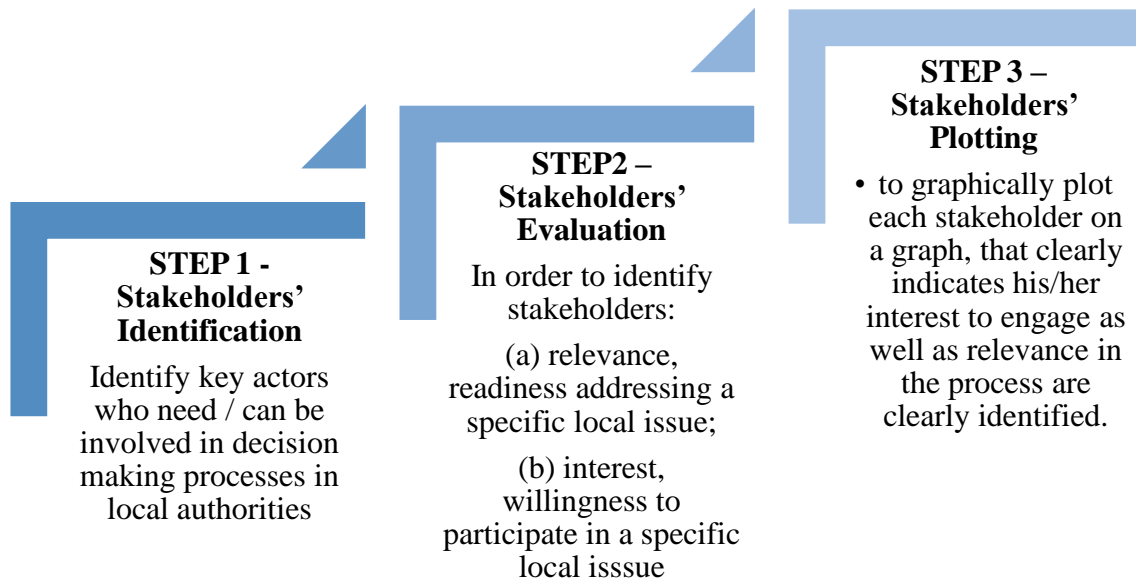 STEP 1 -
Stakeholders'
Identification
Identify key actors
who need / can be
involved in decision
making processes in
local authorities
STEP2 –
Stakeholders'
Evaluation
In order to identify
stakeholders:
(a) relevance,
readiness addressing a
specific local issue;
(b) interest,
willingness to
participate in a specific
local isssue
STEP 3 –
Stakeholders'
Plotting
• to graphically plot
each stakeholder on
a graph, that clearly
indicates his/her
interest to engage as
well as relevance in
the process are
clearly identified.